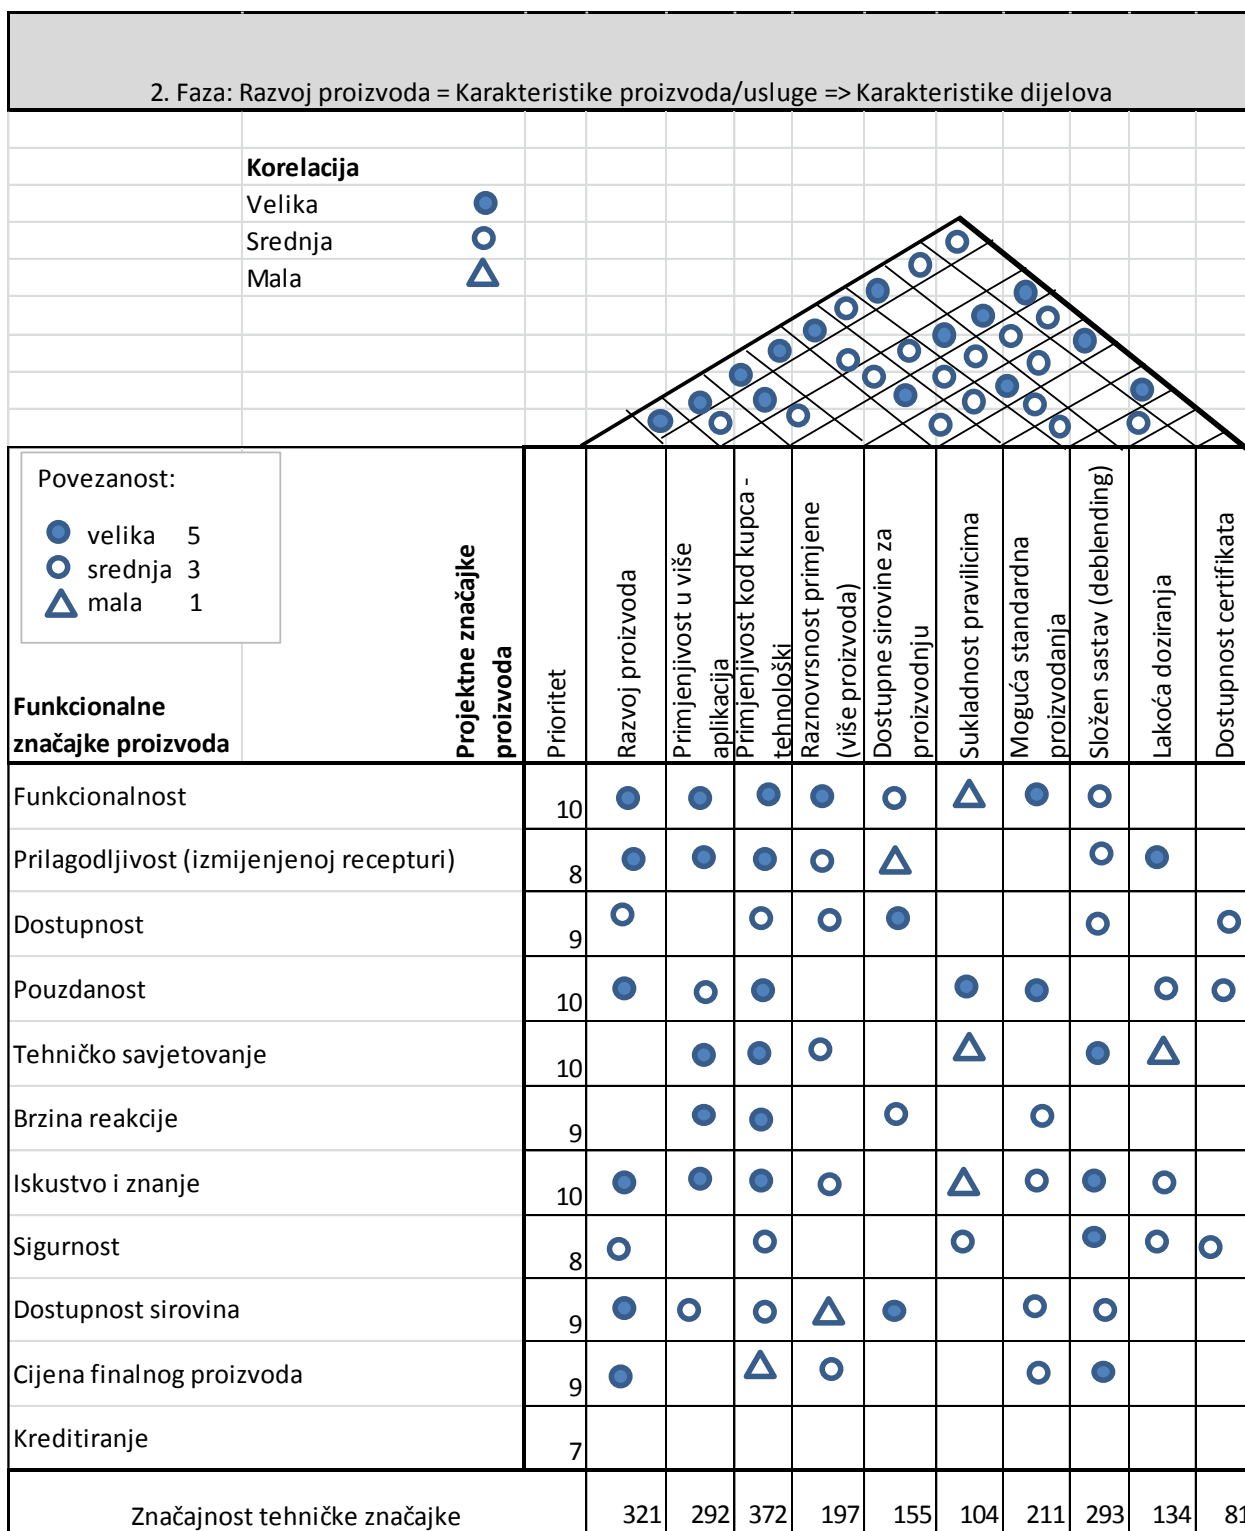 2. Faza: Razvoj proizvoda = Karakteristike proizvoda/usluge => Karakteristike dijelova
Korelacija
Velika
Srednja
Mala
Povezanost:
velika 5
srednja 3
mala 1
Funkcionalne
značajke proizvoda
Projektne značajke
proizvoda
Prioritet
Razvoj proizvoda
Primjenjivost u više
aplikacija
Primjenjivost kod kupca -
tehnološki
Raznovrsnost primjene
(više proizvoda)
Dostupne sirovine za
proizvodnju
Sukladnost pravilicima
Moguća standardna
proizvodanja
Složen sastav (deblending)
Lakoća doziranja
Dostupnost certifikata
Funkcionalnost 10
Prilagodljivost (izmijenjenoj recepturi) 8
Dostupnost 9
Pouzdanost 10
Tehničko savjetovanje 10
Brzina reakcije 9
Iskustvo i znanje 10
Sigurnost 8
Dostupnost sirovina 9
Cijena finalnog proizvoda 9
Kreditiranje 7
Značajnost tehničke značajke 321 292 372 197 155 104 211 293 134 81